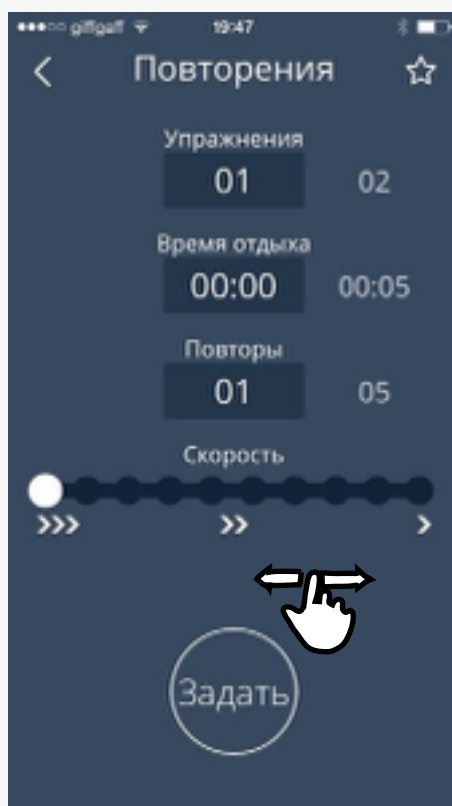 giffgaff 19:47
Повторения
Упражнения
01 02
Время отдыха
00:00 00:05
Повторы
01 05
Скорость
>>> >> >
Задать